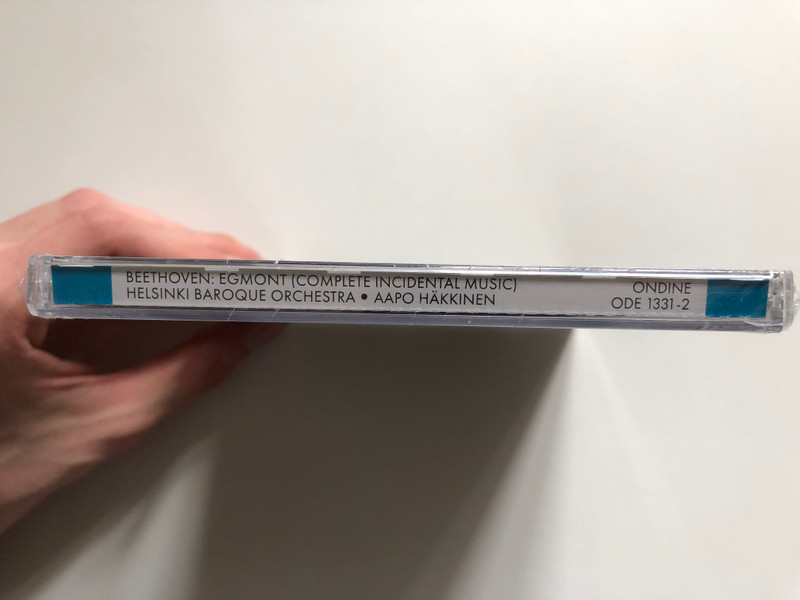 BEETHOVEN: EGMONT (COMPLETE INCIDENTAL MUSIC)
HELSINKI BAROQUE ORCHESTRA • AAPO HÄKKINEN
ONDINE
ODE 1331-2